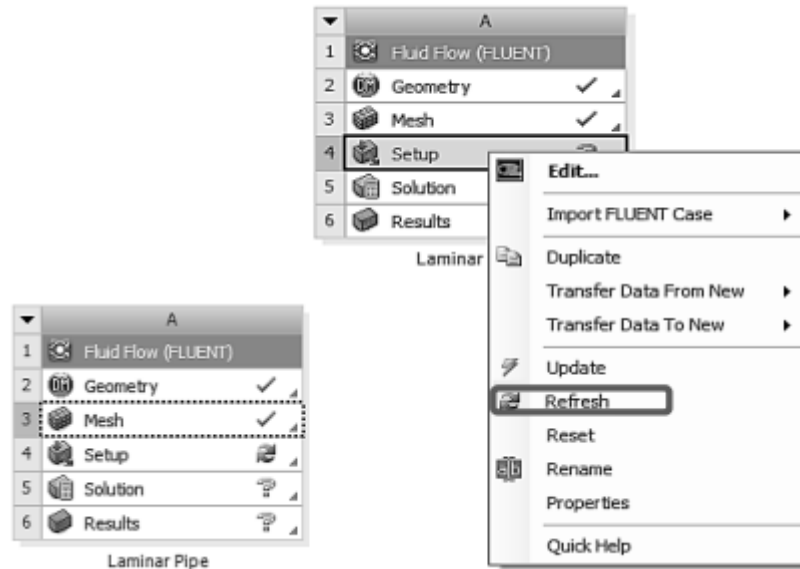 A
1 Fluid Flow (FLUENT)
2 Geometry
3 Mesh
4 Setup
5 Solution
6 Results
Laminar
Edit...
Import FLUENT Case
Duplicate
Transfer Data From New
Transfer Data To New
Update
Refresh
Reset
Rename
Properties
Quick Help
A
1 Fluid Flow (FLUENT)
2 DM Geometry
3 Mesh
4 Setup
5 Solution
6 Results
Laminar Pipe